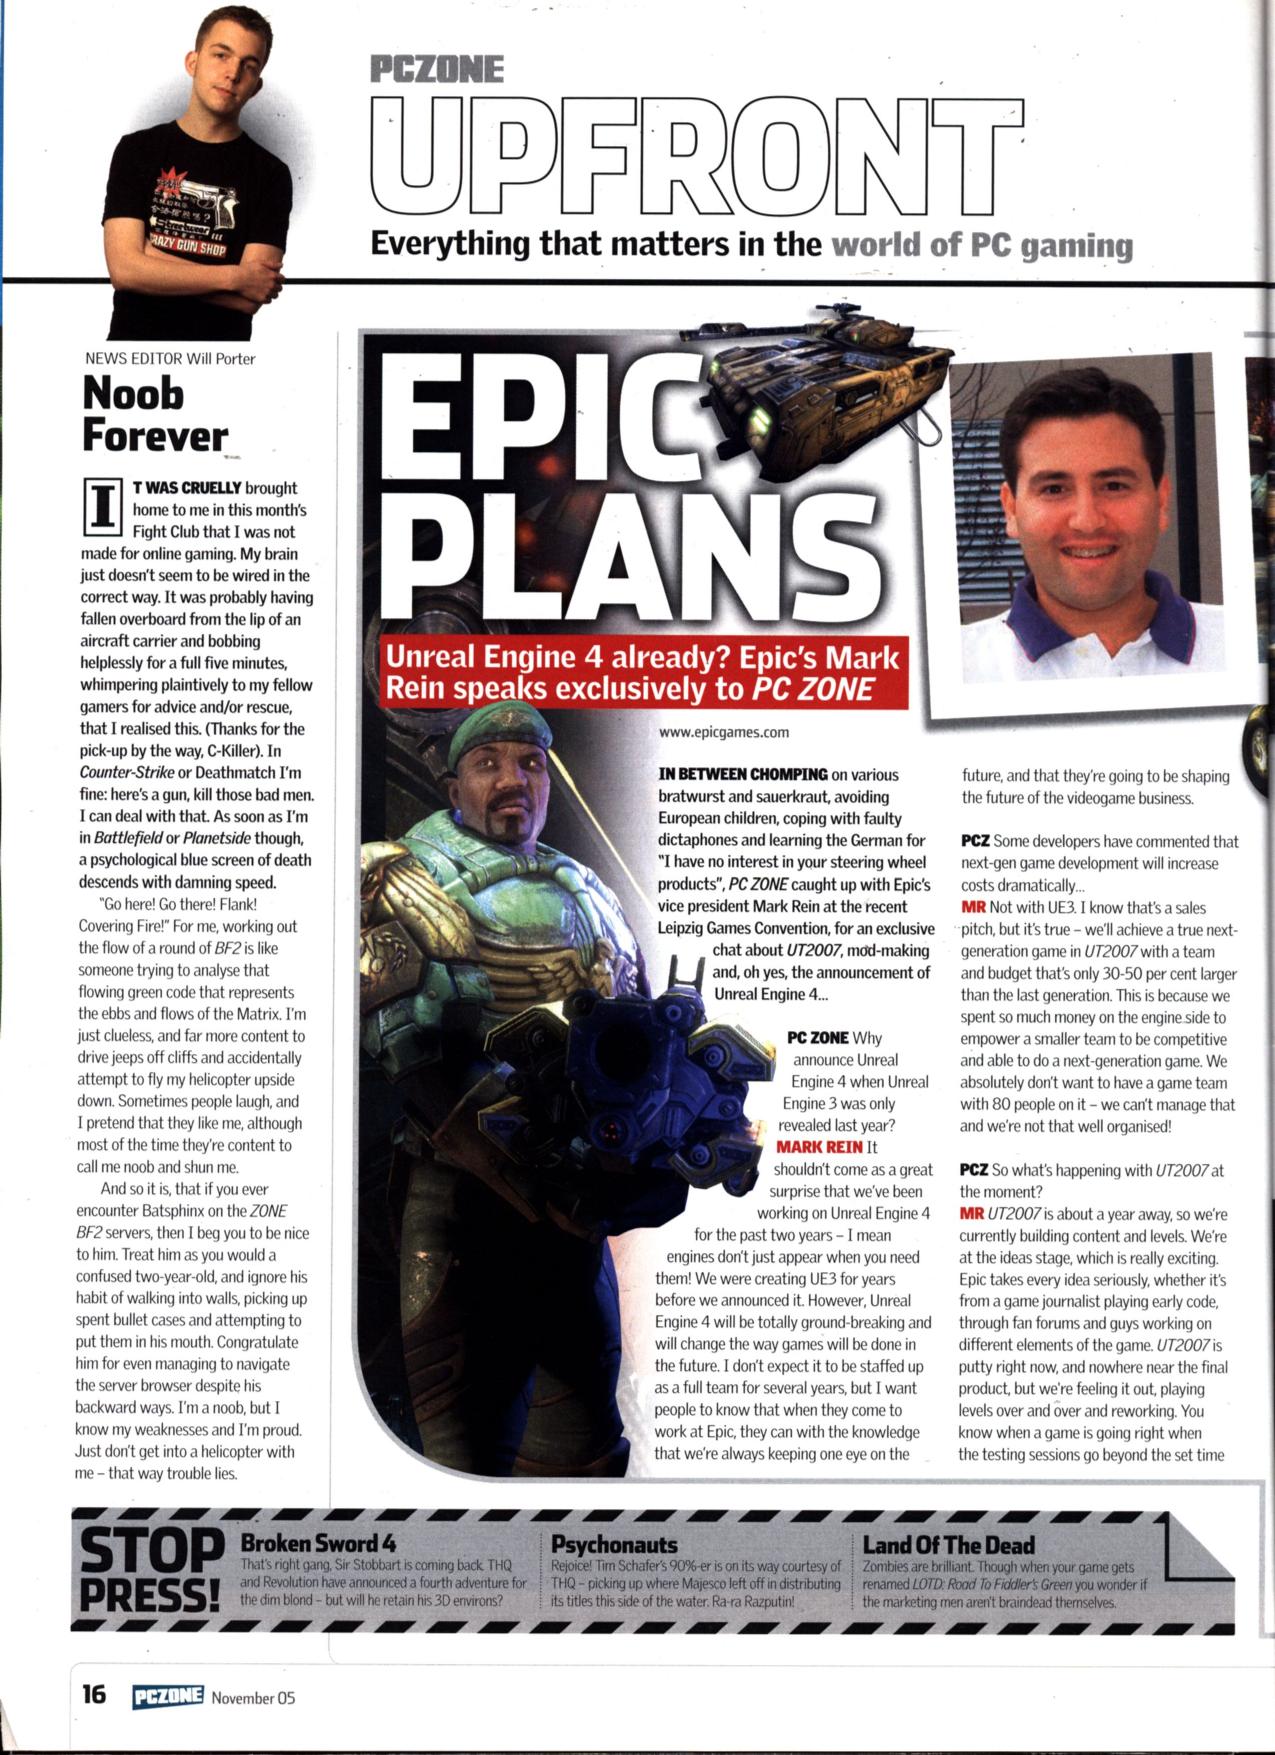 PCZONE
UPFRONT
Everything that matters in the world of PC gaming
CRAZY GUN SHOP
NEWS EDITOR Will Porter
Noob
Forever
IT WAS CRUELLY brought
home to me in this month's
Fight Club that I was not
made for online gaming. My brain
just doesn't seem to be wired in the
correct way. It was probably having
fallen overboard from the lip of an
aircraft carrier and bobbing
helplessly for a full five minutes,
whimpering plaintively to my fellow
gamers for advice and/or rescue,
that I realised this. (Thanks for the
pick-up by the way, C-Killer). In
Counter-Strike or Deathmatch I'm
fine: here's a gun, kill those bad men.
I can deal with that. As soon as I'm
in Battlefield or Planetside though,
a psychological blue screen of death
descends with damning speed.
"Go here! Go there! Flank!
Covering Fire!" For me, working out
the flow of a round of BF2 is like
someone trying to analyse that
flowing green code that represents
the ebbs and flows of the Matrix. I'm
just clueless, and far more content to
drive jeeps off cliffs and accidentally
attempt to fly my helicopter upside
down. Sometimes people laugh, and
I pretend that they like me, although
most of the time they're content to
call me noob and shun me.
And so it is, that if you ever
encounter Batsphinx on the ZONE
BF2 servers, then I beg you to be nice
to him. Treat him as you would a
confused two-year-old, and ignore his
habit of walking into walls, picking up
spent bullet cases and attempting to
put them in his mouth. Congratulate
him for even managing to navigate
the server browser despite his
backward ways. I'm a noob, but I
know my weaknesses and I'm proud.
Just don't get into a helicopter with
me – that way trouble lies.
EPIC
PLANS
Unreal Engine 4 already? Epic's Mark
Rein speaks exclusively to PC ZONE
www.epicgames.com
IN BETWEEN CHOMPING on various
bratwurst and sauerkraut, avoiding
European children, coping with faulty
dictaphones and learning the German for
"I have no interest in your steering wheel
products", PC ZONE caught up with Epic's
vice president Mark Rein at the recent
Leipzig Games Convention, for an exclusive
chat about UT2007, mod-making
and, oh yes, the announcement of
Unreal Engine 4...
PC ZONE Why
announce Unreal
Engine 4 when Unreal
Engine 3 was only
revealed last year?
MARK REIN It
shouldn't come as a great
surprise that we've been
working on Unreal Engine 4
for the past two years – I mean
engines don't just appear when you need
them! We were creating UE3 for years
before we announced it. However, Unreal
Engine 4 will be totally ground-breaking and
will change the way games will be done in
the future. I don't expect it to be staffed up
as a full team for several years, but I want
people to know that when they come to
work at Epic, they can with the knowledge
that we're always keeping one eye on the
future, and that they're going to be shaping
the future of the videogame business.
PCZ Some developers have commented that
next-gen game development will increase
costs dramatically...
MR Not with UE3. I know that's a sales
pitch, but it's true – we'll achieve a true next-
generation game in UT2007 with a team
and budget that's only 30-50 per cent larger
than the last generation. This is because we
spent so much money on the engine side to
empower a smaller team to be competitive
and able to do a next-generation game. We
absolutely don't want to have a game team
with 80 people on it – we can't manage that
and we're not that well organised!
PCZ So what's happening with UT2007 at
the moment?
MR UT2007 is about a year away, so we're
currently building content and levels. We're
at the ideas stage, which is really exciting.
Epic takes every idea seriously, whether it's
from a game journalist playing early code,
through fan forums and guys working on
different elements of the game. UT2007 is
putty right now, and nowhere near the final
product, but we're feeling it out, playing
levels over and over and reworking. You
know when a game is going right when
the testing sessions go beyond the set time
STOP
PRESS!
Broken Sword 4
That's right gang, Sir Stobbart is coming back. THQ
and Revolution have announced a fourth adventure for
the dim blond – but will he retain his 3D environs?
Psychonauts
Rejoice! Tim Schafer's 90%-er is on its way courtesy of
THQ – picking up where Majesco left off in distributing
its titles this side of the water. Ra-ra Razputin!
Land Of The Dead
Zombies are brilliant. Though when your game gets
renamed LOTD: Road To Fiddler's Green you wonder if
the marketing men aren't braindead themselves.
16 PCZONE November 05